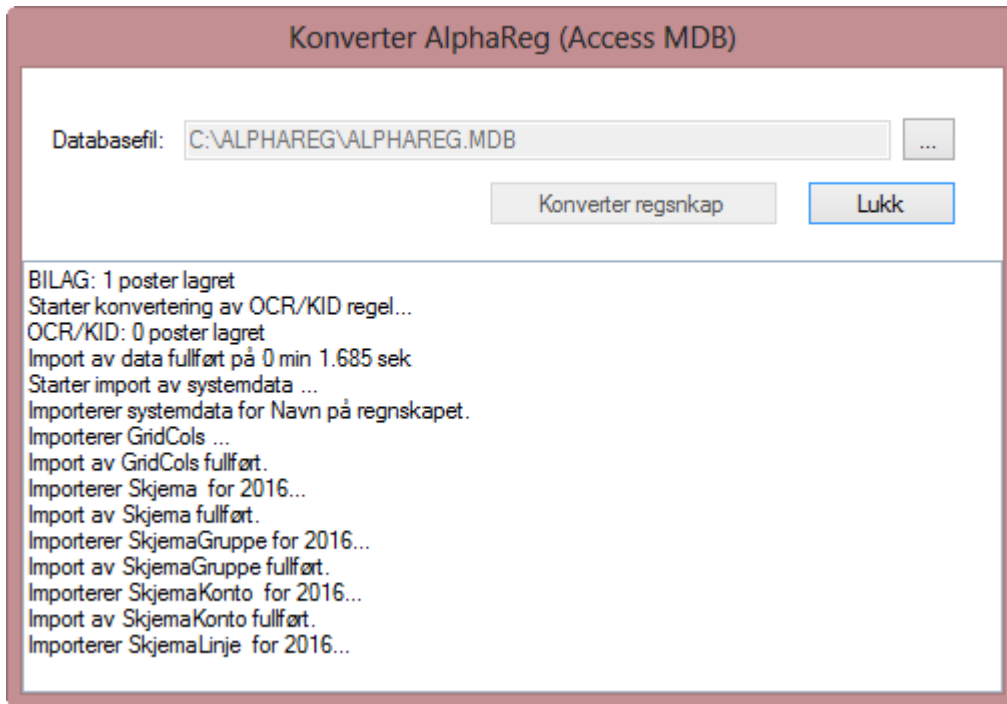 Konverter AlphaReg (Access MDB)
Databasefil: C:\ALPHAREG\ALPHAREG.MDB ...
Konverter regsnkap Lukk
BILAG: 1 poster lagret
Starter konvertering av OCR/KID regel...
OCR/KID: 0 poster lagret
Import av data fullført på 0 min 1.685 sek
Starter import av systemdata ...
Importerer systemdata for Navn på regnskapet.
Importerer GridCols ...
Import av GridCols fullført.
Importerer Skjema  for 2016...
Import av Skjema fullført.
Importerer SkjemaGruppe for 2016...
Import av SkjemaGruppe fullført.
Importerer SkjemaKonto  for 2016...
Import av SkjemaKonto fullført.
Importerer SkjemaLinje  for 2016...